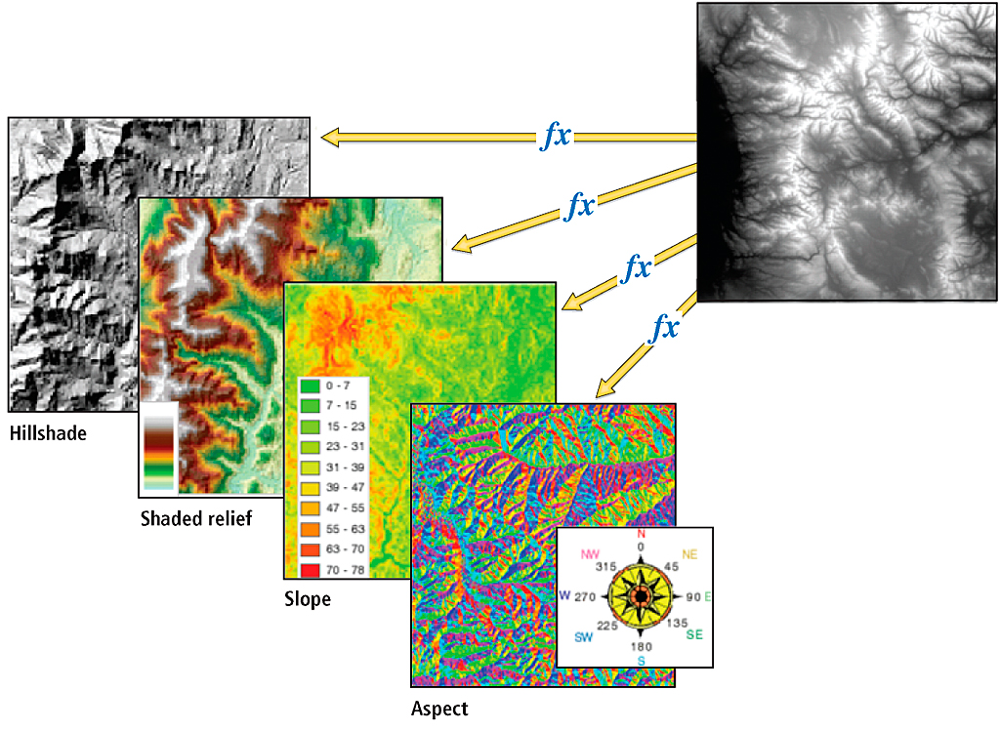 fx
fx
fx
fx
Hillshade
Shaded relief
0 - 7
7 - 15
15 - 23
23 - 31
31 - 39
39 - 47
47 - 55
55 - 63
63 - 70
70 - 78
Slope
N
0
NW
NE
315
45
W 270
90 E
225
135
SW
SE
180
S
Aspect